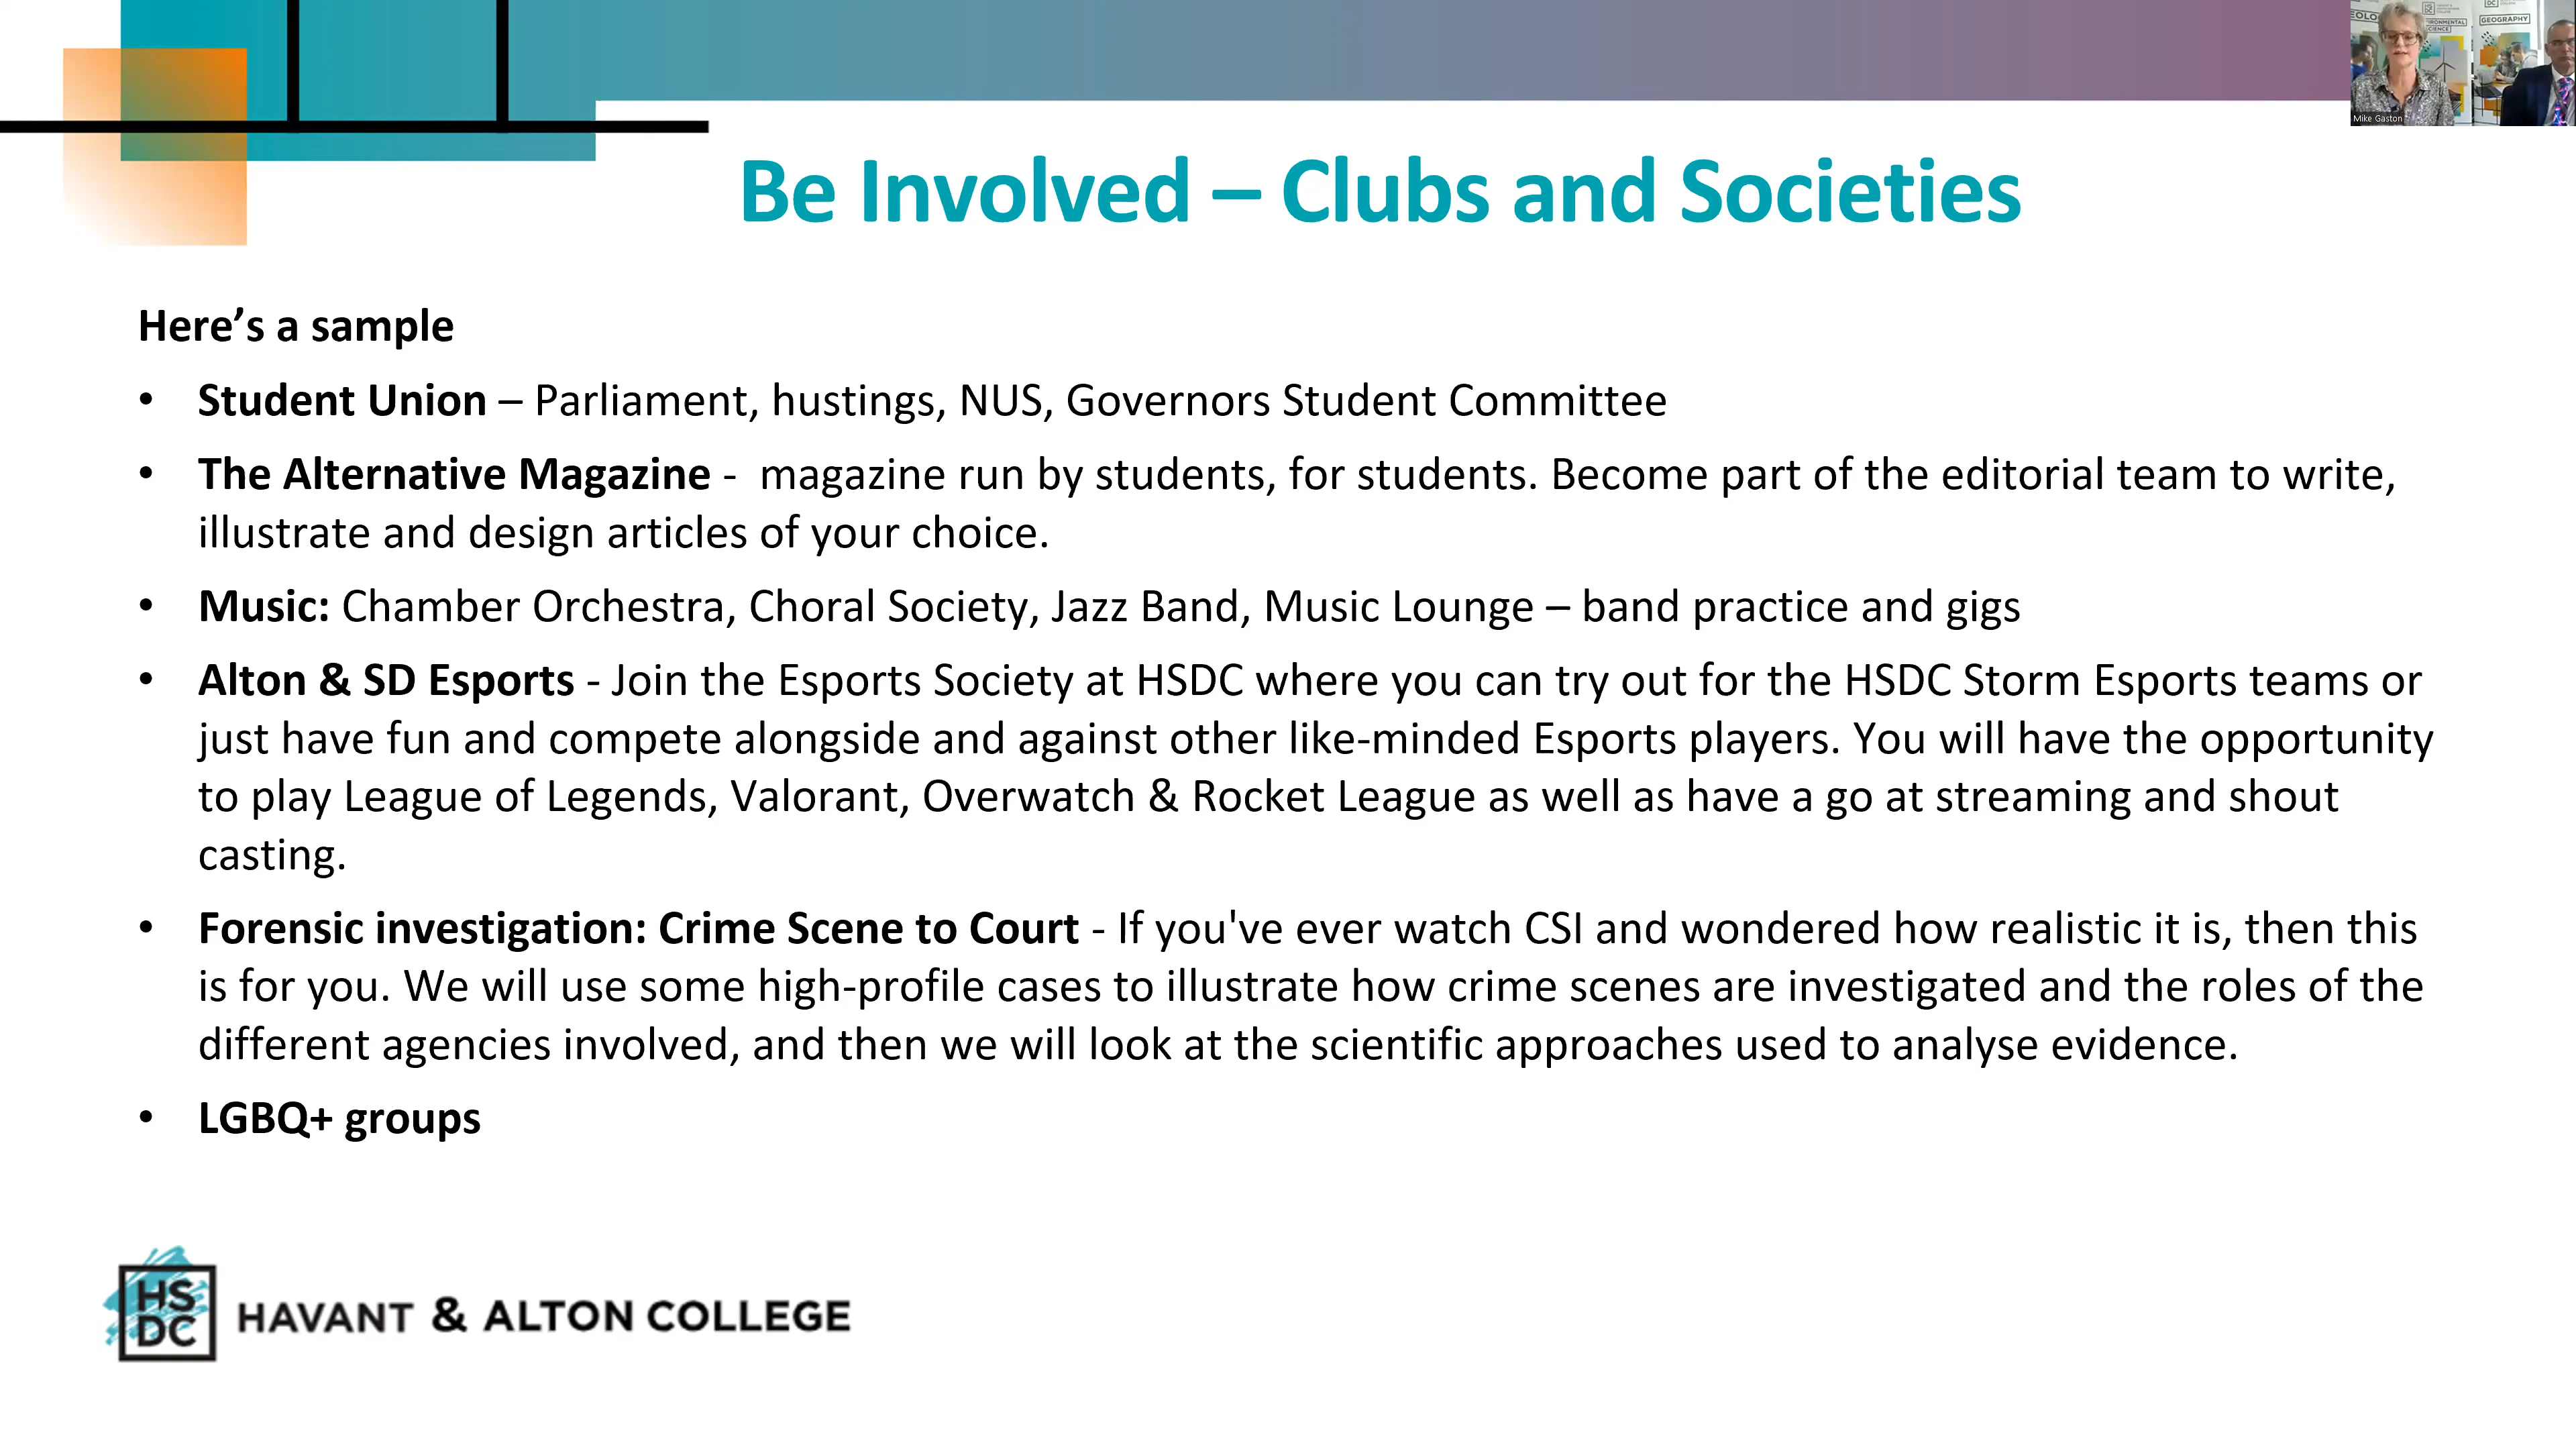 GEOGRAPHY
Mike Gaston
Be Involved – Clubs and Societies
Here’s a sample
• Student Union – Parliament, hustings, NUS, Governors Student Committee
• The Alternative Magazine -  magazine run by students, for students. Become part of the editorial team to write,
illustrate and design articles of your choice.
• Music: Chamber Orchestra, Choral Society, Jazz Band, Music Lounge – band practice and gigs
• Alton & SD Esports - Join the Esports Society at HSDC where you can try out for the HSDC Storm Esports teams or
just have fun and compete alongside and against other like-minded Esports players. You will have the opportunity
to play League of Legends, Valorant, Overwatch & Rocket League as well as have a go at streaming and shout
casting.
• Forensic investigation: Crime Scene to Court - If you've ever watch CSI and wondered how realistic it is, then this
is for you. We will use some high-profile cases to illustrate how crime scenes are investigated and the roles of the
different agencies involved, and then we will look at the scientific approaches used to analyse evidence.
• LGBQ+ groups
HS
DC
HAVANT & ALTON COLLEGE